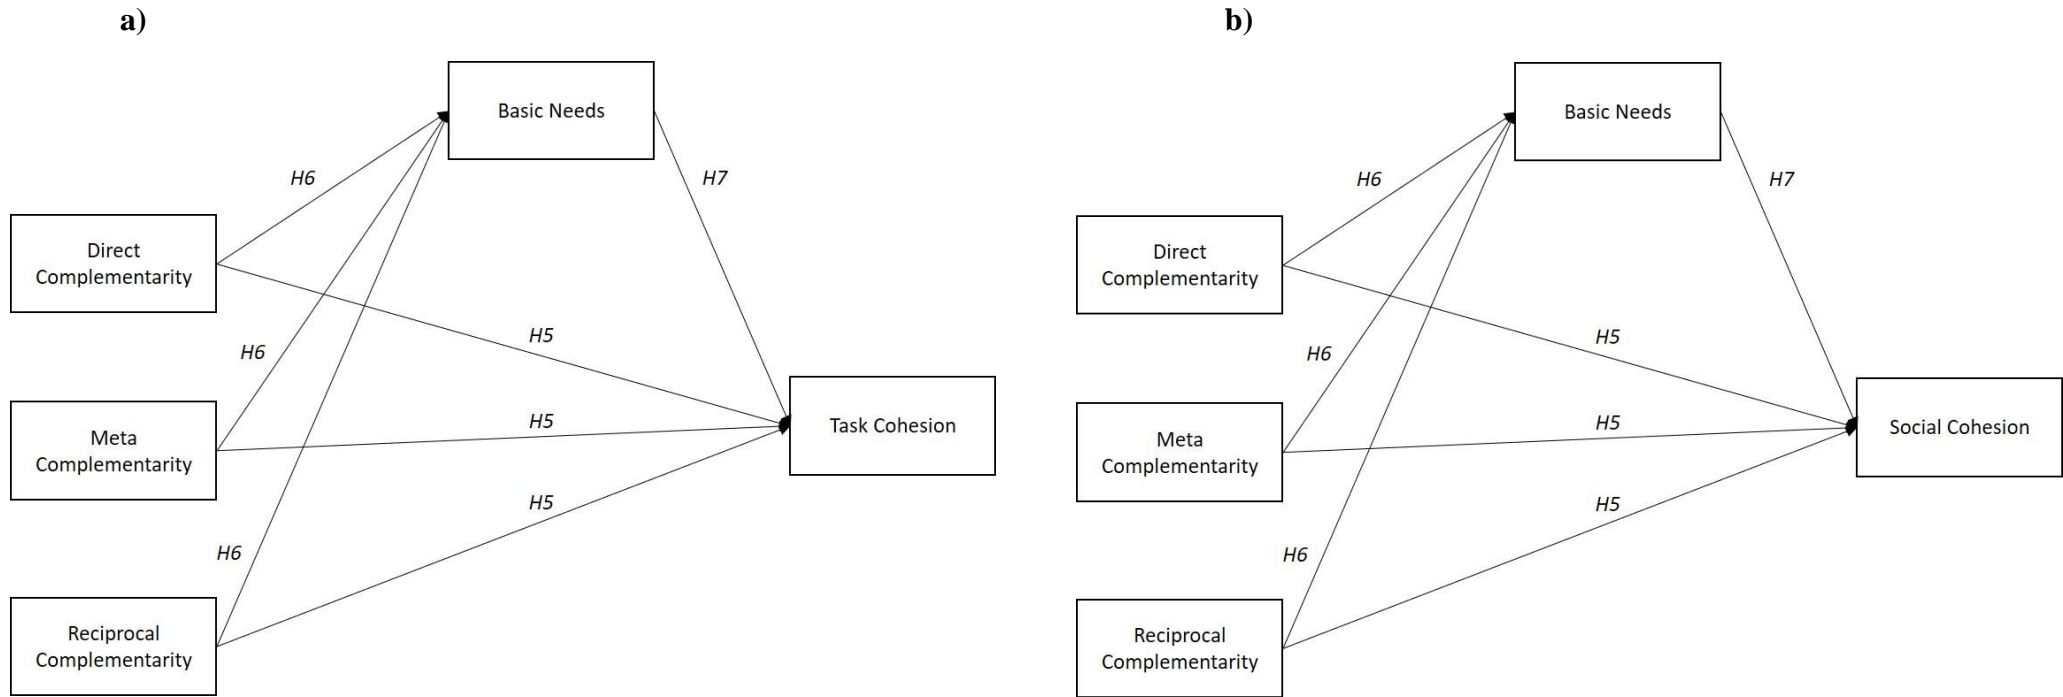 a)
Basic Needs
H6
H7
Direct
Complementarity
H5
H6
Meta
Complementarity
H5
Task Cohesion
H5
H6
Reciprocal
Complementarity
b)
Basic Needs
H6
H7
Direct
Complementarity
H5
H6
Meta
Complementarity
H5
Social Cohesion
H5
H6
Reciprocal
Complementarity